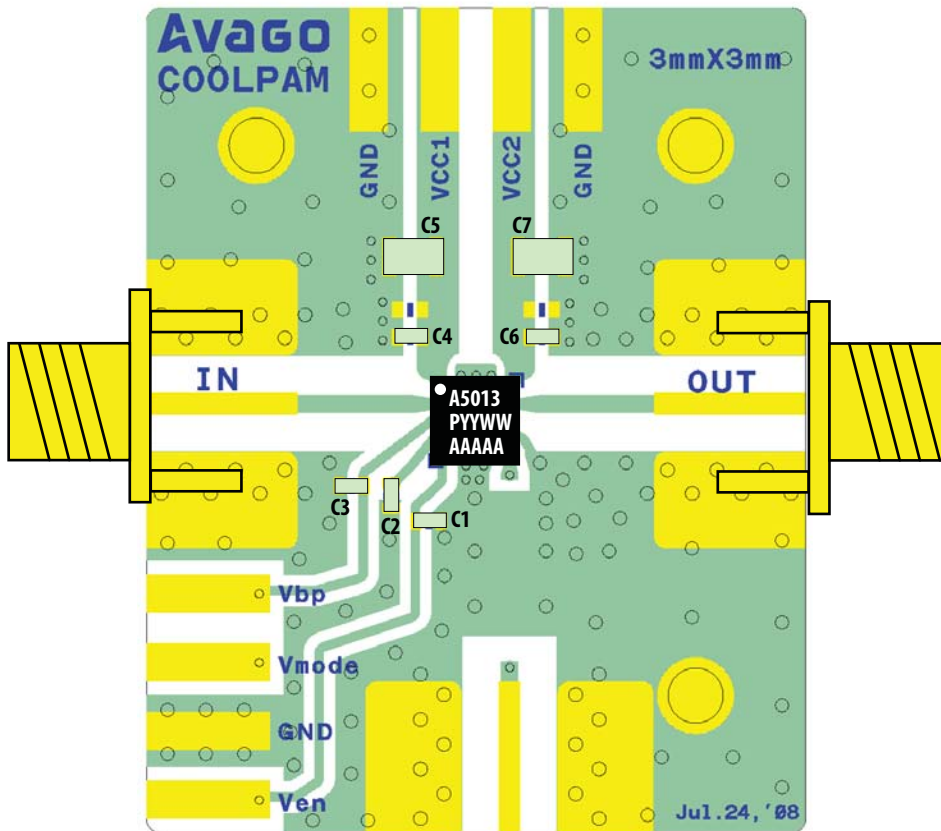 AVAGO
COOLPAM
3mmX3mm
GND
VCC1
VCC2
GND
C5
C7
C4
C6
IN
OUT
A5013
PYYWW
AAAAA
C3
C2
C1
Vbp
Vmode
GND
Ven
Jul.24,'08